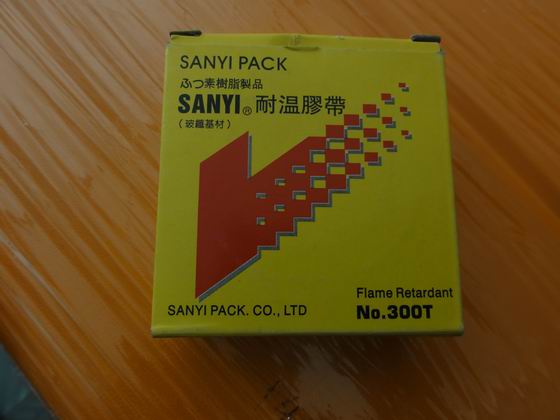 SANYI PACK
ふつ素樹脂製品
SANYI® 耐温膠帶
（玻纖基材）
SANYI PACK. CO., LTD
Flame Retardant
No.300T